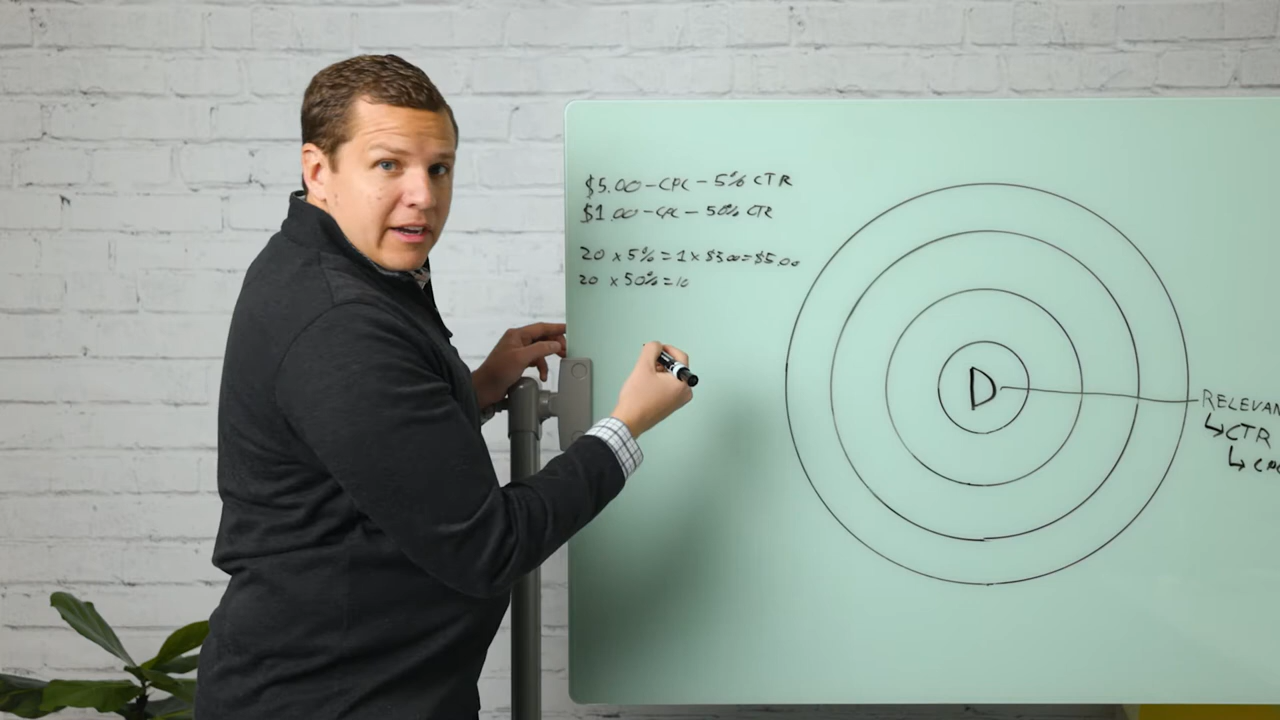 $5.00-CPC-5% CTR
$1.00-CPC-50% CTR
20 x 5%=1 x $5.00=$5.00
20 x 50%=10
D
RELEVAN
↳CTR
↳CPC